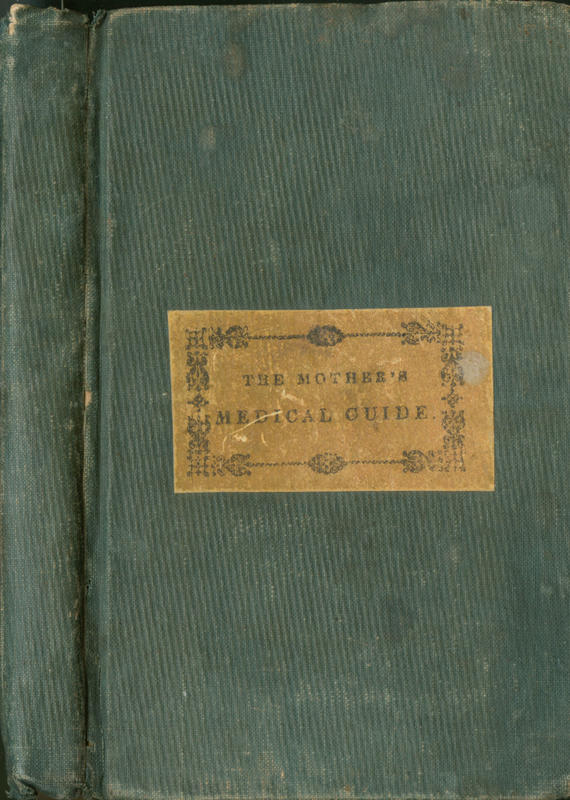 THE MOTHER'S
MEDICAL GUIDE.